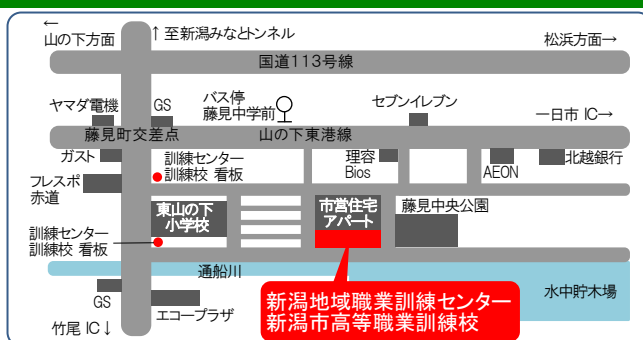 ←
山の下方面
↑至新潟みなとトンネル
松浜方面→
国道113号線
ヤマダ電機
GS
バス停
藤見中学前
セブンイレブン
一日市 IC→
藤見町交差点
山の下東港線
ガスト
訓練センター
訓練校 看板
理容
Bios
AEON
北越銀行
フレスポ
赤道
東山の下
小学校
市営住宅
アパート
藤見中央公園
訓練センター
訓練校 看板
通船川
新潟地域職業訓練センター
新潟市高等職業訓練校
水中貯木場
GS
エコープラザ
竹尾 IC↓